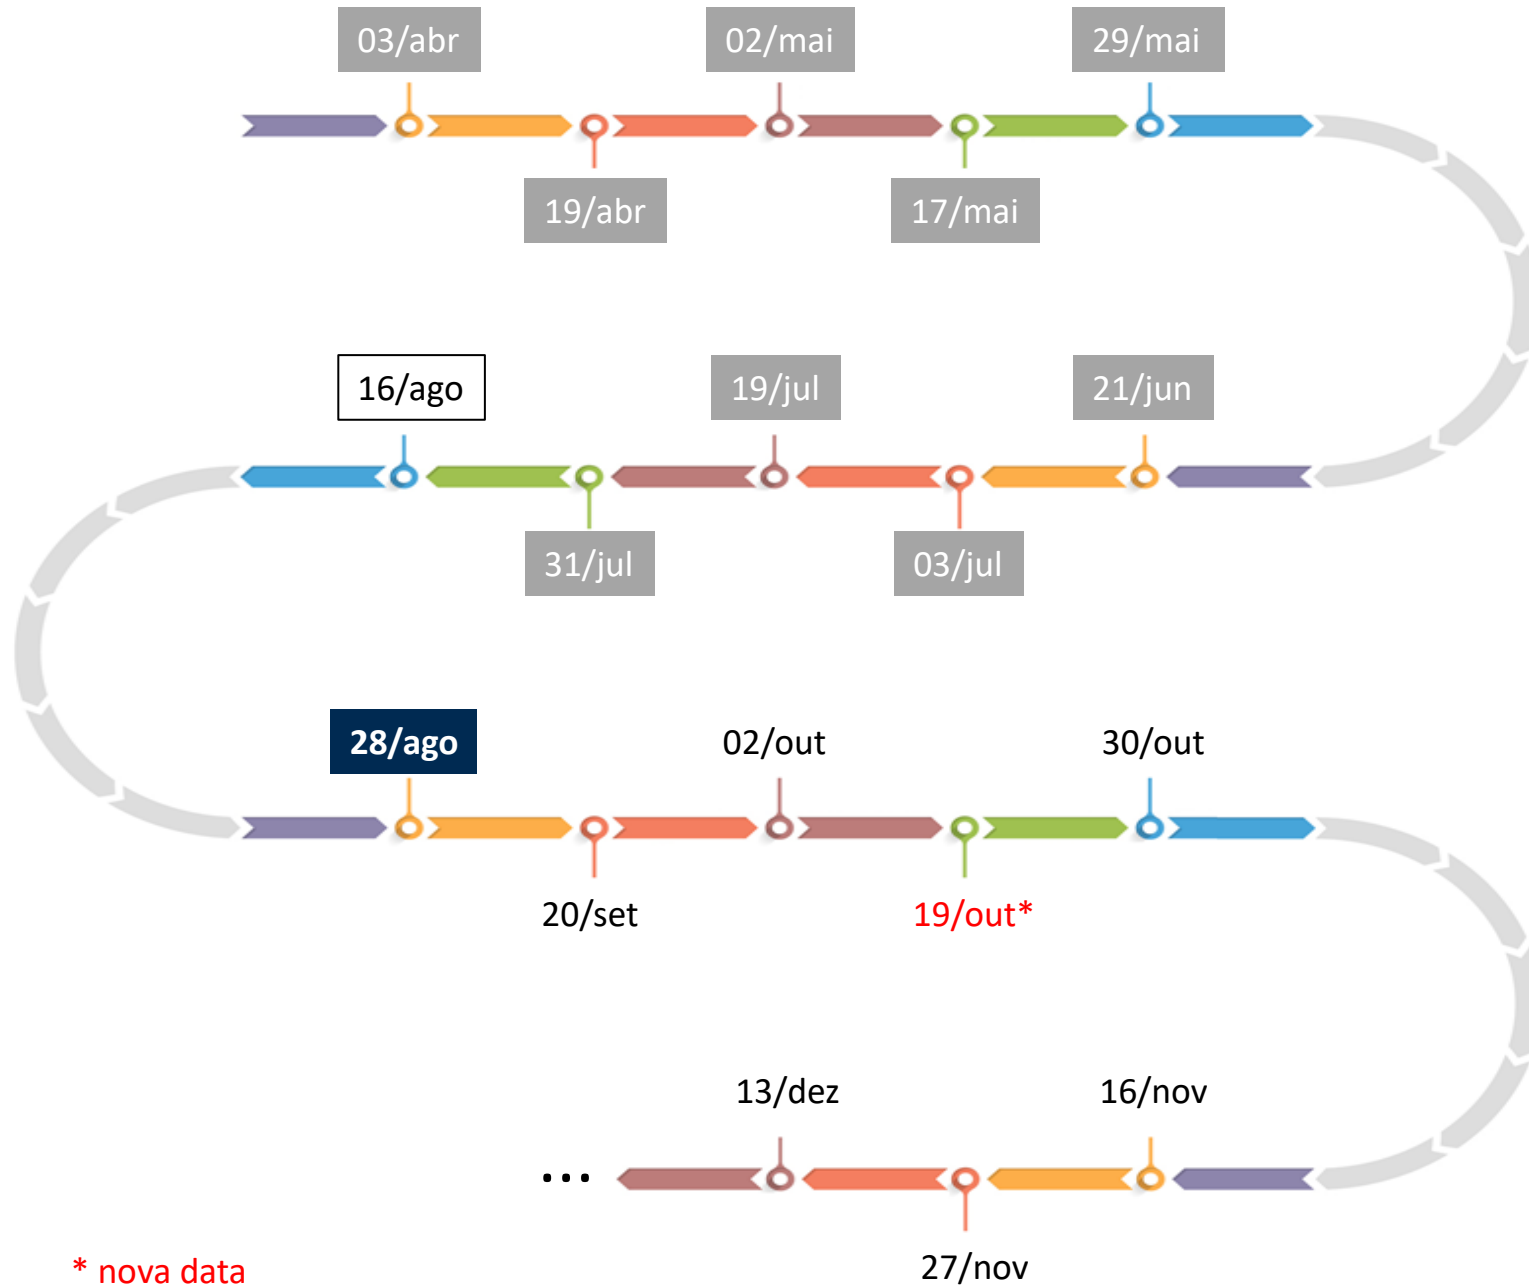 03/abr
02/mai
29/mai
19/abr
17/mai
16/ago
19/jul
21/jun
31/jul
03/jul
28/ago
02/out
30/out
20/set
19/out*
13/dez
16/nov
...
27/nov
* nova data